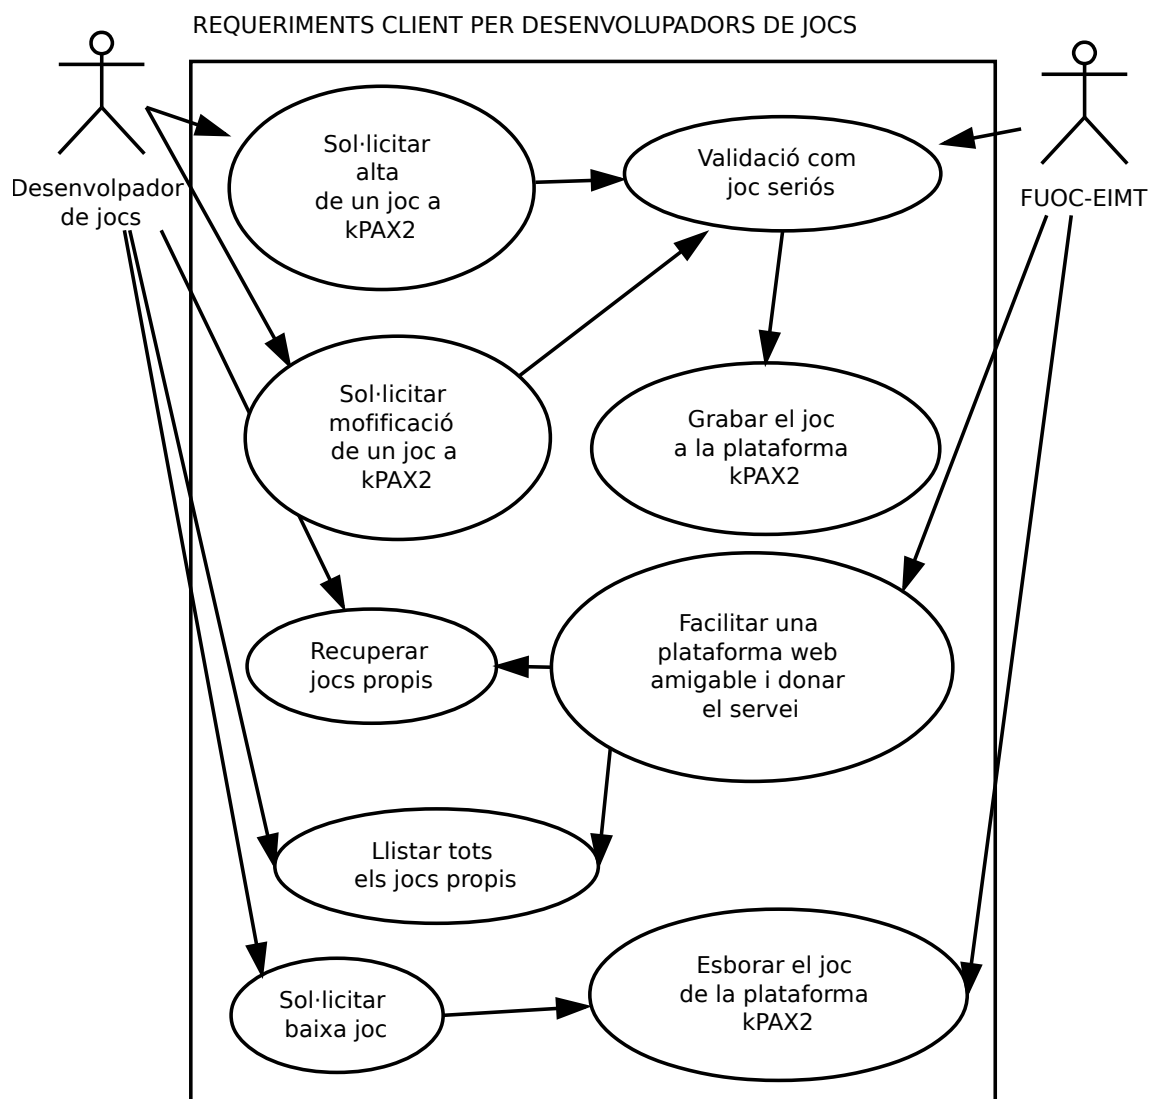 REQUERIMENTS CLIENT PER DESENVOLUPADORS DE JOCS
Desenvolpador
de jocs
FUOC-EIMT
Sol·licitar
alta
de un joc a
kPAX2
Validació com
joc seriós
Sol·licitar
mofificació
de un joc a
kPAX2
Grabar el joc
a la plataforma
kPAX2
Recuperar
jocs propis
Facilitar una
plataforma web
amigable i donar
el servei
Llistar tots
els jocs propis
Sol·licitar
baixa joc
Esborar el joc
de la plataforma
kPAX2